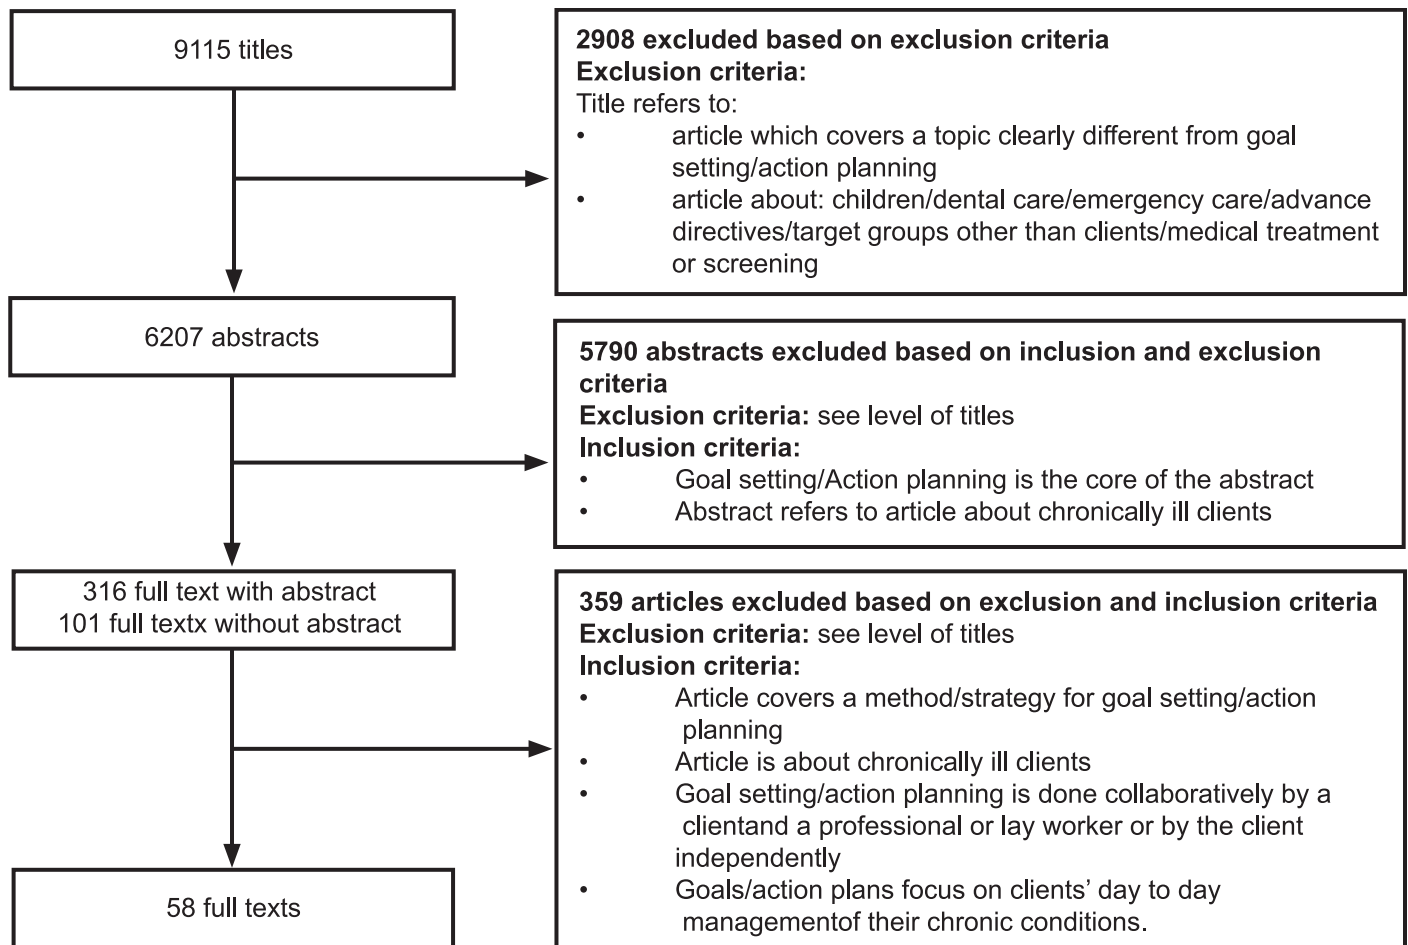 9115 titles
2908 excluded based on exclusion criteria
Exclusion criteria:
Title refers to:
• article which covers a topic clearly different from goal
setting/action planning
• article about: children/dental care/emergency care/advance
directives/target groups other than clients/medical treatment
or screening
6207 abstracts
5790 abstracts excluded based on inclusion and exclusion
criteria
Exclusion criteria: see level of titles
Inclusion criteria:
• Goal setting/Action planning is the core of the abstract
• Abstract refers to article about chronically ill clients
316 full text with abstract
101 full textx without abstract
359 articles excluded based on exclusion and inclusion criteria
Exclusion criteria: see level of titles
Inclusion criteria:
• Article covers a method/strategy for goal setting/action
planning
• Article is about chronically ill clients
• Goal setting/action planning is done collaboratively by a
clientand a professional or lay worker or by the client
independently
• Goals/action plans focus on clients’ day to day
managementof their chronic conditions.
58 full texts